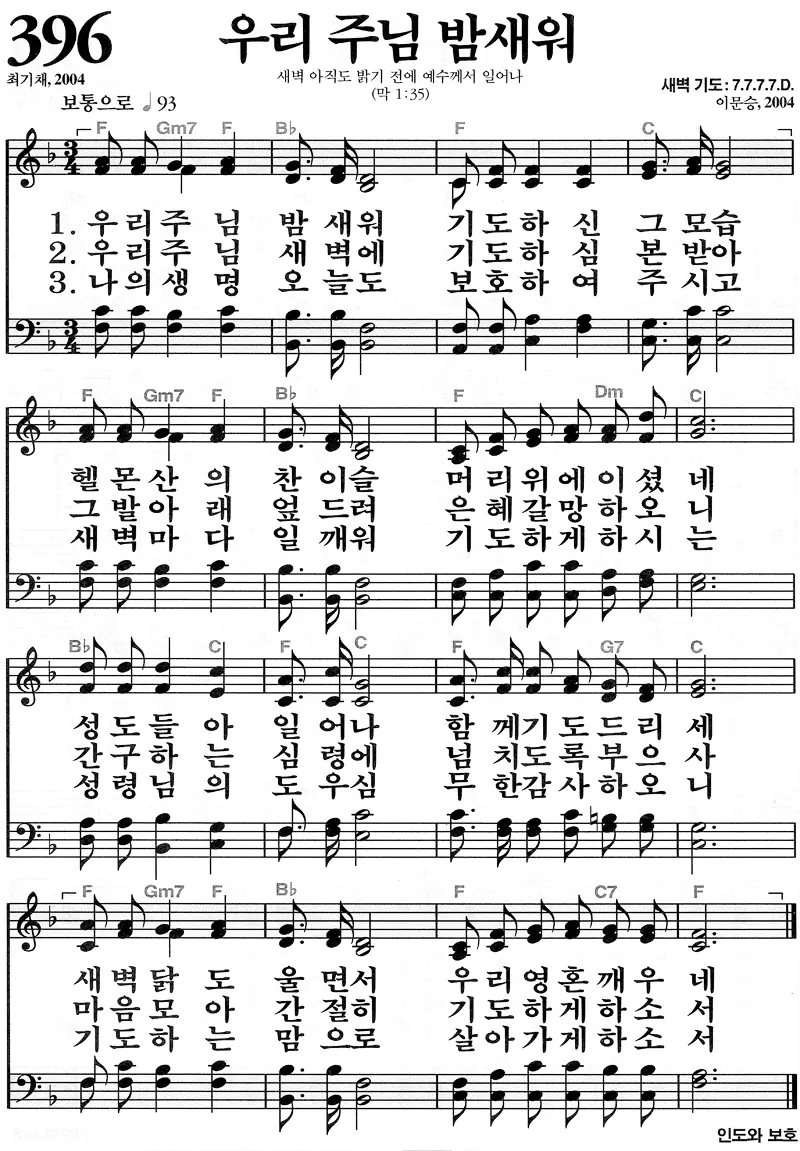 396
우리 주님 밤새워
최기채, 2004
새벽 아직도 밝기 전에 예수께서 일어나
(막 1:35)
새벽 기도: 7.7.7.7.D.
이문승, 2004
보통으로 ♩93
F Gm7 F B♭ F C
3/4
1. 우리주님 밤새워 기도하신 그모습
2. 우리주님 새벽에 기도하심 본받아
3. 나의생명 오늘도 보호하여 주시고
3/4
F Gm7 F B♭ F Dm C
헬몬산의 찬이슬 머리위에이셨네
그발아래 엎드려 은혜갈망하오니
새벽마다 일깨워 기도하게하시는
B♭ C F C F G7 C
성도들아 일어나 함께기도드리세
간구하는 심령에 넘치도록부으사
성령님의 도우심 무한감사하오니
F Gm7 F B♭ F C7 F
새벽닭도 울면서 우리영혼깨우네
마음모아 간절히 기도하게하소서
기도하는 맘으로 살아가게하소서
인도와 보호